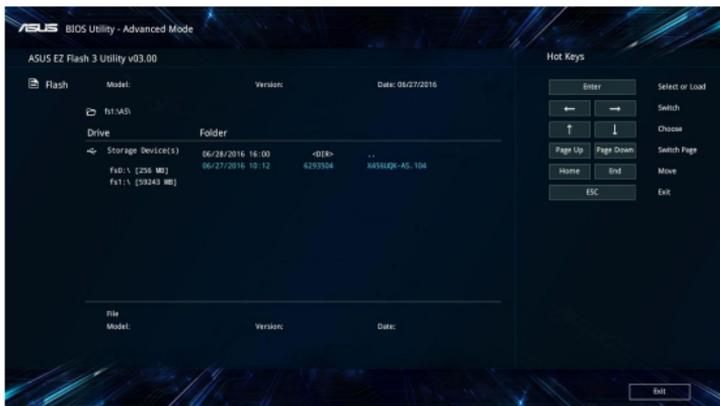 ASUS BIOS Utility - Advanced Mode
ASUS EZ Flash 3 Utility v03.00
Hot Keys
Flash Model: Version: Date: 06/27/2016
fs1:\AS\
Drive Folder
Storage Device(s) 06/28/2016 16:00 <DIR> ..
06/27/2016 10:12 6293504 X456UQK-AS.104
fs0:\ [256 MB]
fs1:\ [59243 MB]
Enter Select or Load
← → Switch
↑ ↓ Choose
Page Up Page Down Switch Page
Home End Move
ESC Exit
File
Model: Version: Date:
Exit